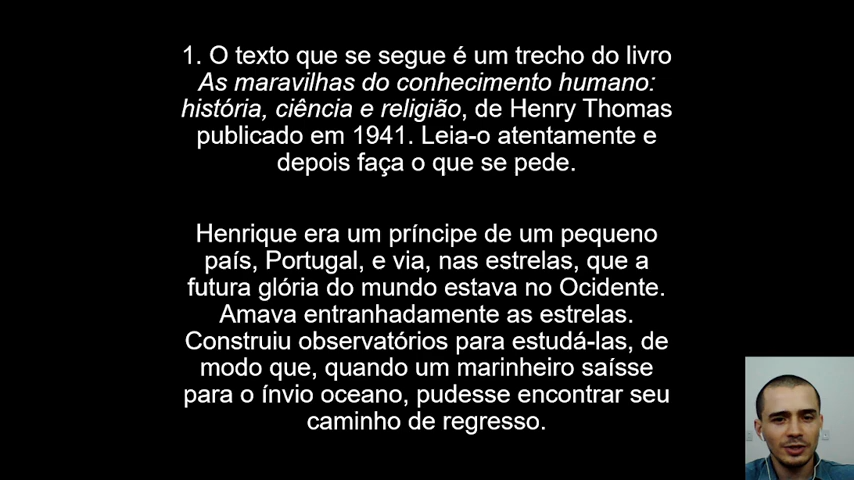 1. O texto que se segue é um trecho do livro
As maravilhas do conhecimento humano:
história, ciência e religião, de Henry Thomas
publicado em 1941. Leia-o atentamente e
depois faça o que se pede.
Henrique era um príncipe de um pequeno
país, Portugal, e via, nas estrelas, que a
futura glória do mundo estava no Ocidente.
Amava entranhadamente as estrelas.
Construiu observatórios para estudá-las, de
modo que, quando um marinheiro saísse
para o ínvio oceano, pudesse encontrar seu
caminho de regresso.